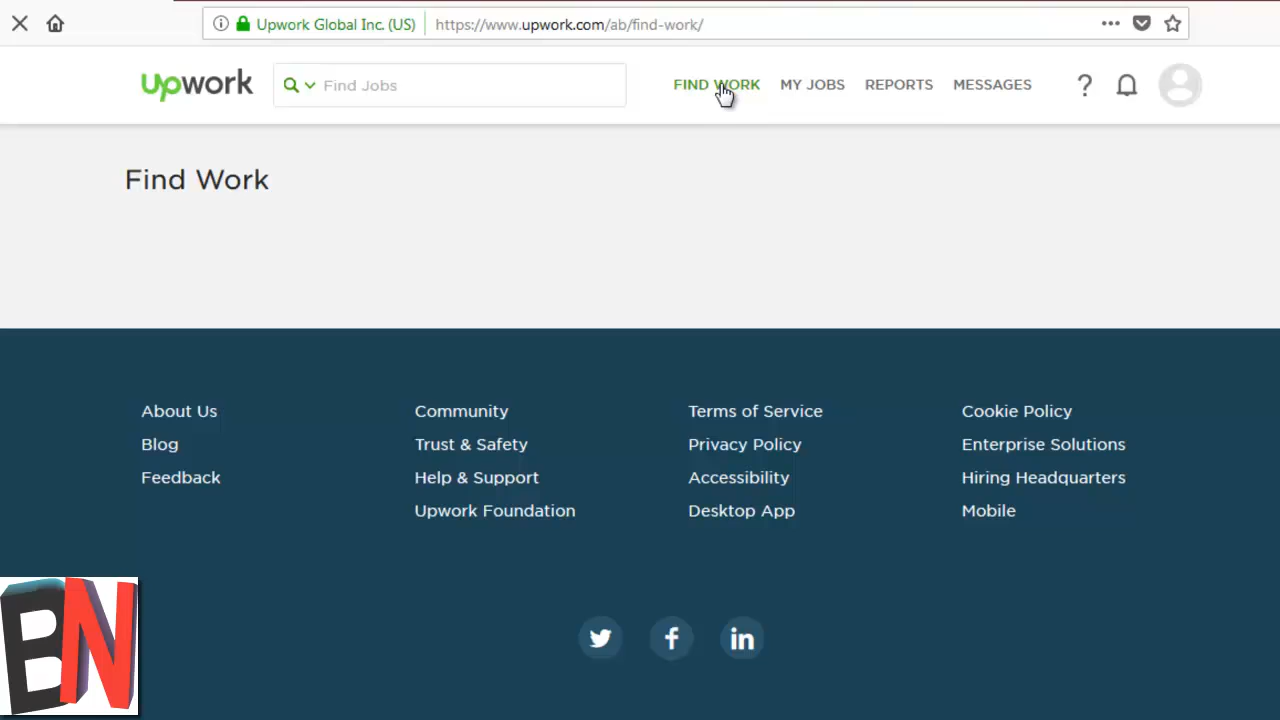 Upwork Global Inc. (US) https://www.upwork.com/ab/find-work/
upwork Find Jobs FIND WORK MY JOBS REPORTS MESSAGES ?
Find Work
About Us Community Terms of Service Cookie Policy
Blog Trust & Safety Privacy Policy Enterprise Solutions
Feedback Help & Support Accessibility Hiring Headquarters
Upwork Foundation Desktop App Mobile
BN